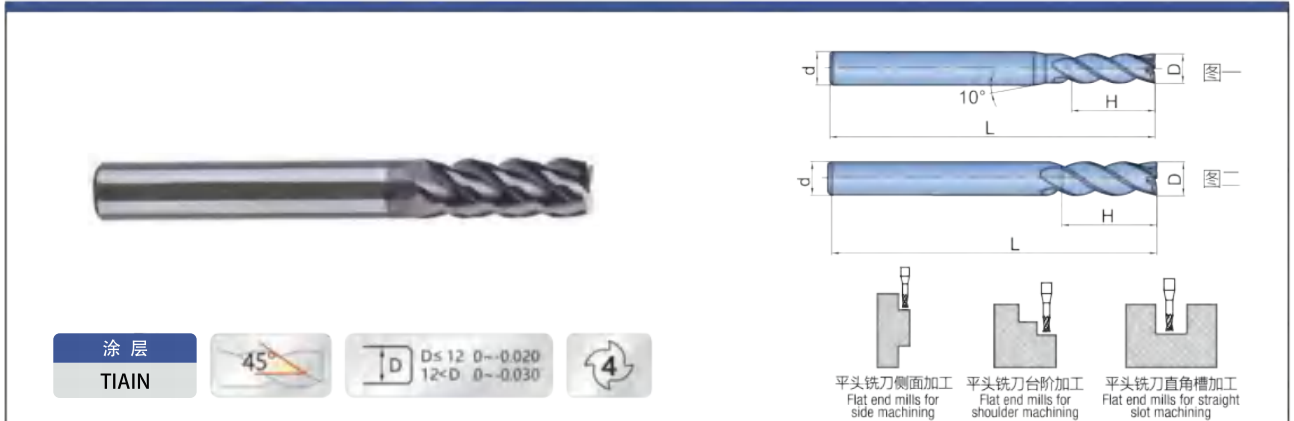 d
10°
H
L
D
图一
d
H
L
D
图二
涂 层
TIAIN
45°
D
D≤ 12 0~-0.020
12<D 0~-0.030
4
平头铣刀侧面加工
Flat end mills for
side machining
平头铣刀台阶加工
Flat end mills for
shoulder machining
平头铣刀直角槽加工
Flat end mills for straight
slot machining